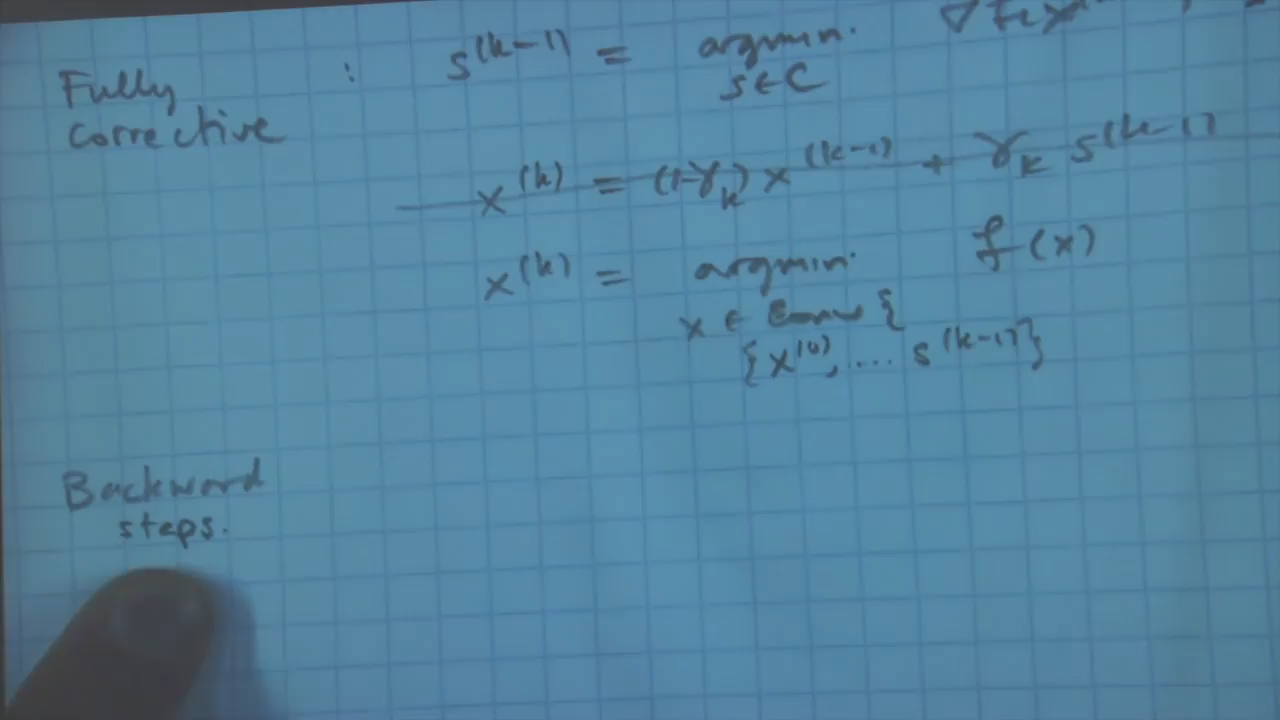 Fully : s^(k-1) = argmin.
corrective s ∈ C
x^(k) = (1-γ_k) x^(k-1) + γ_k s^(k-1)
x^(k) = argmin. f(x)
x ∈ Conv {
{x^(0), ... s^(k-1)}
Backward
steps.